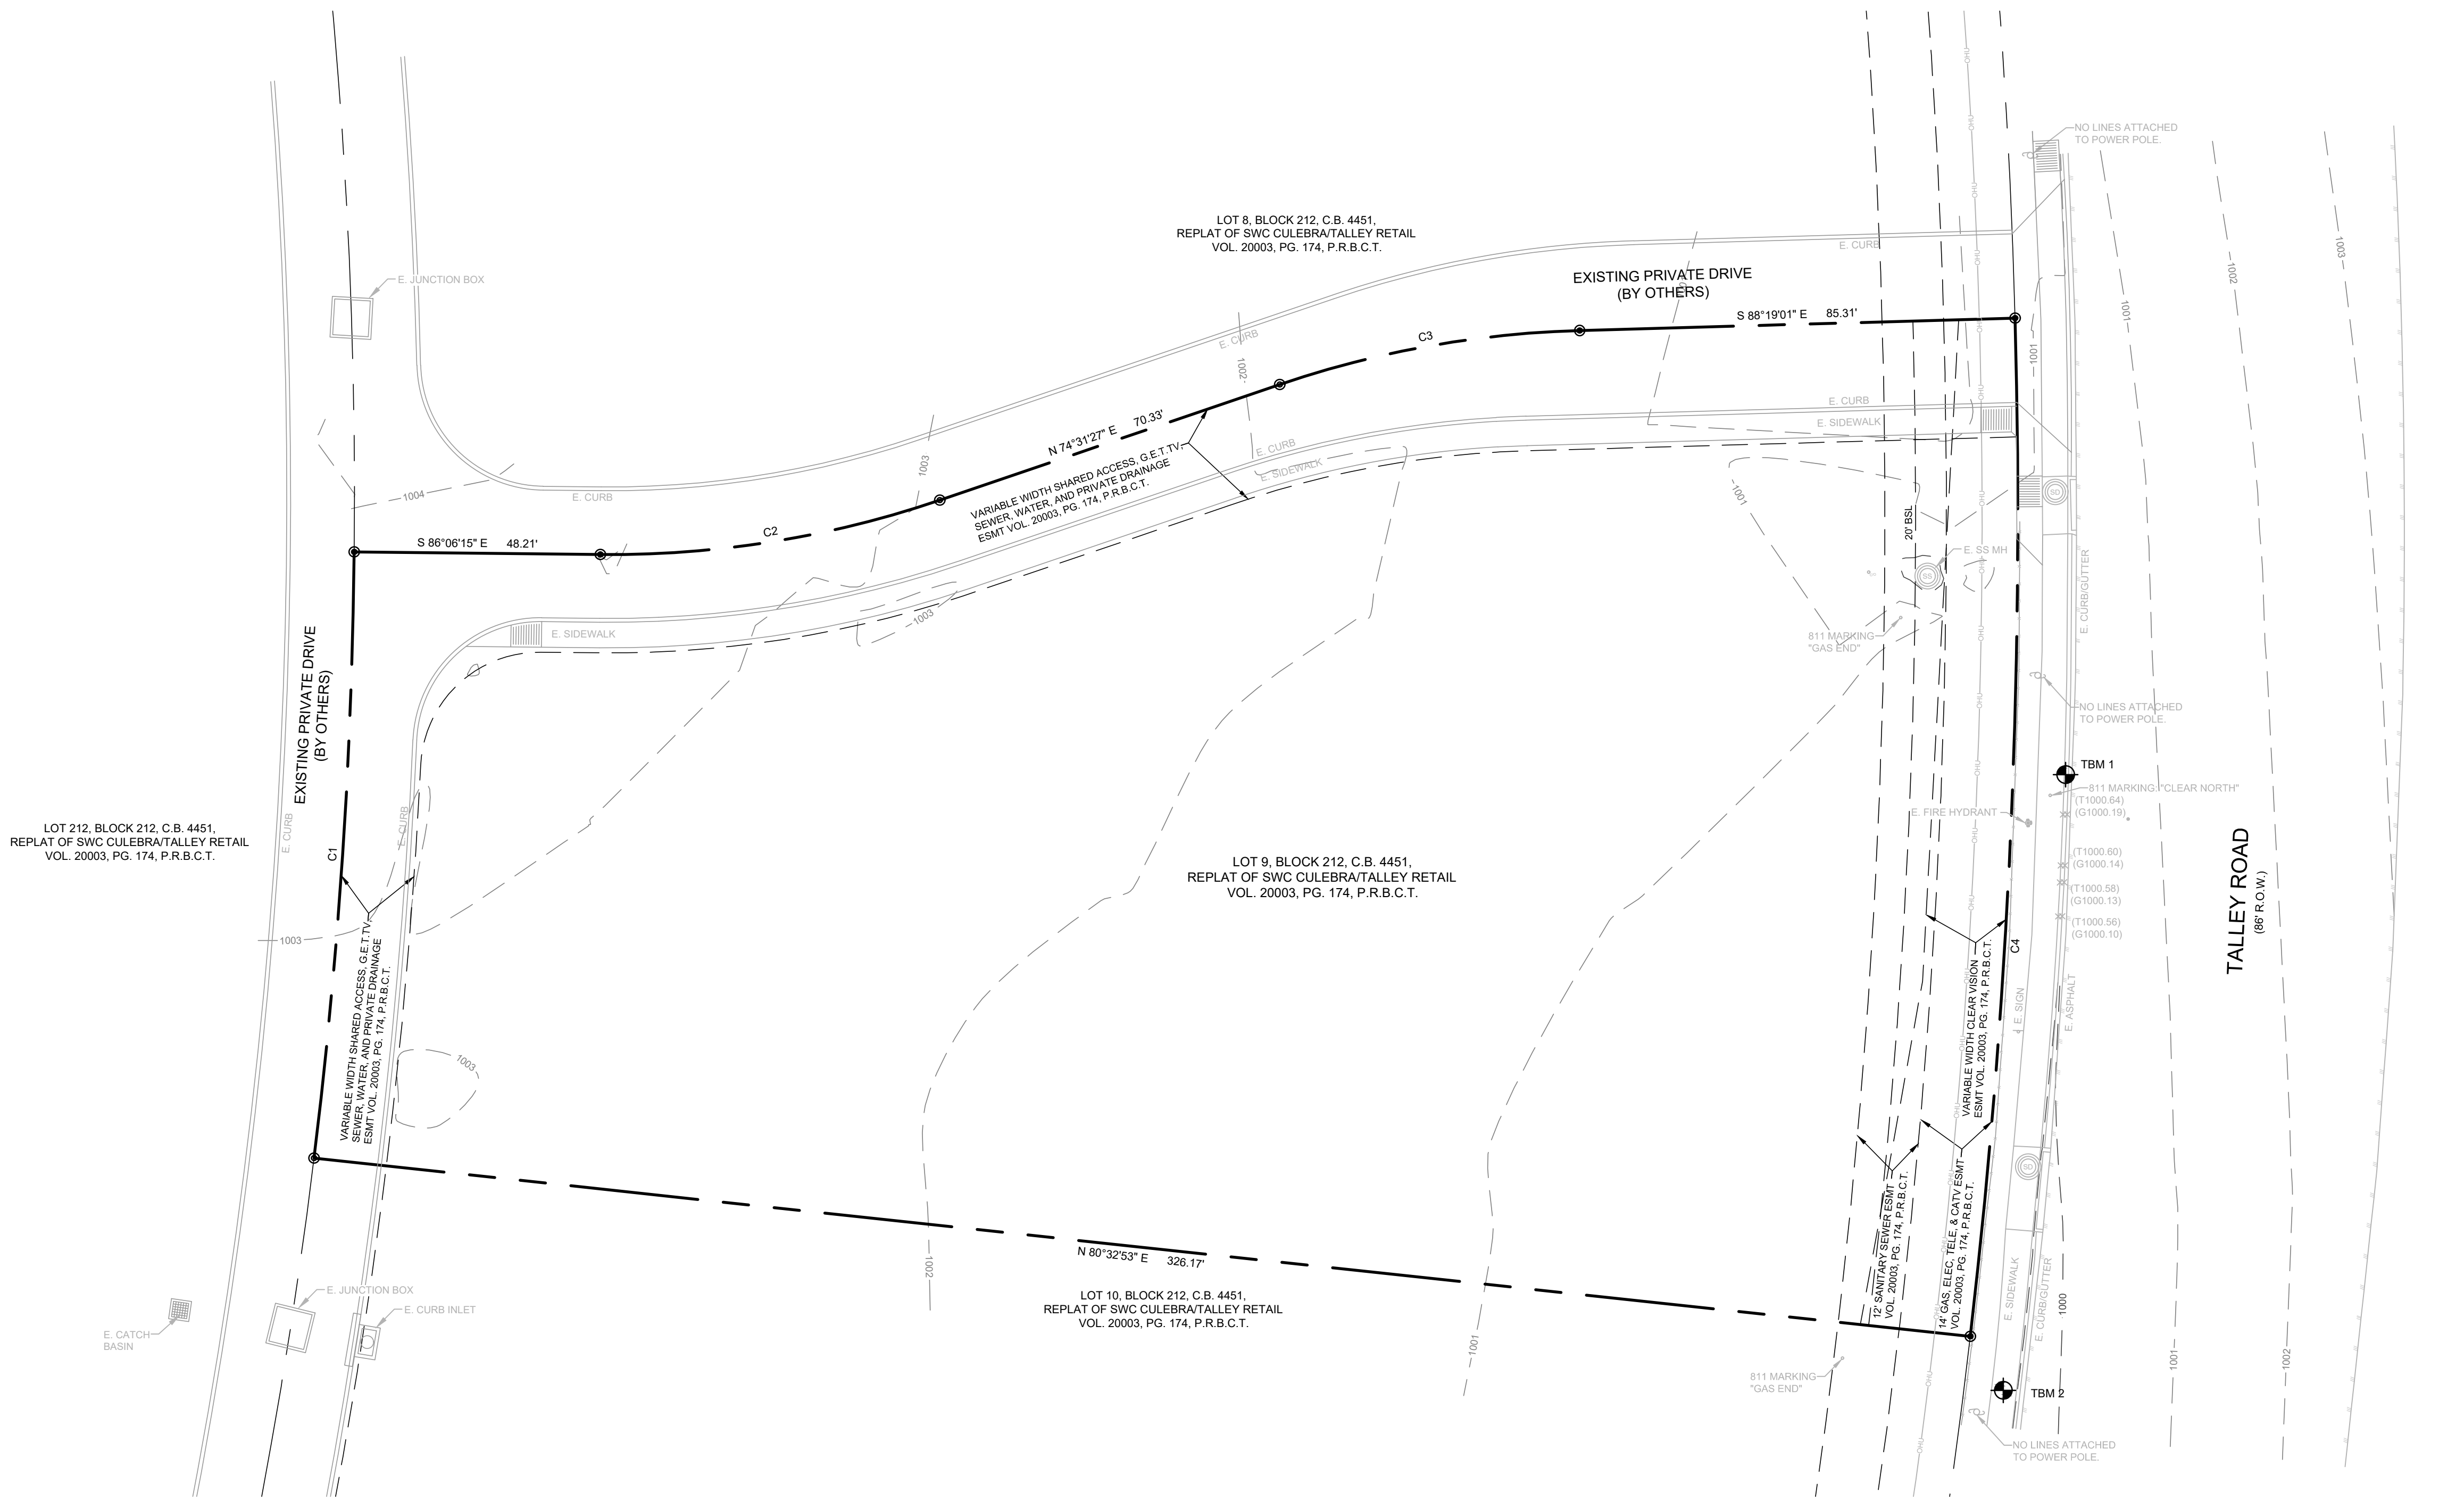 NO LINES ATTACHED
TO POWER POLE.
OHU
LOT 8, BLOCK 212, C.B. 4451,
REPLAT OF SWC CULEBRA/TALLEY RETAIL
VOL. 20003, PG. 174, P.R.B.C.T.
E. CURB
E. JUNCTION BOX
EXISTING PRIVATE DRIVE
(BY OTHERS)
S 88°19'01" E 85.31'
1001
1002
1003
1001
E. CURB
C3
1002
E. CURB
E. SIDEWALK
N 74°31'27" E 70.33'
E. CURB
E. SIDEWALK
VARIABLE WIDTH SHARED ACCESS, G.E.T.TV,
SEWER, WATER, AND PRIVATE DRAINAGE
ESMT VOL. 20003, PG. 174, P.R.B.C.T.
1003
1004
E. CURB
1001
SD
20' BSL
C2
S 86°06'15" E 48.21'
E. SS MH
SS
E. CURB/GUTTER
1003
E. SIDEWALK
811 MARKING
"GAS END"
EXISTING PRIVATE DRIVE
(BY OTHERS)
NO LINES ATTACHED
TO POWER POLE.
TBM 1
811 MARKING: "CLEAR NORTH"
(T1000.64)
(G1000.19)
E. FIRE HYDRANT
E. CURB
E. CURB
C1
LOT 212, BLOCK 212, C.B. 4451,
REPLAT OF SWC CULEBRA/TALLEY RETAIL
VOL. 20003, PG. 174, P.R.B.C.T.
LOT 9, BLOCK 212, C.B. 4451,
REPLAT OF SWC CULEBRA/TALLEY RETAIL
VOL. 20003, PG. 174, P.R.B.C.T.
(T1000.60)
(G1000.14)
(T1000.58)
(G1000.13)
(T1000.56)
(G1000.10)
TALLEY ROAD
(86' R.O.W.)
C4
1003
VARIABLE WIDTH SHARED ACCESS, G.E.T.TV,
SEWER, WATER, AND PRIVATE DRAINAGE
ESMT VOL. 20003, PG. 174, P.R.B.C.T.
1003
VARIABLE WIDTH CLEAR VISION
ESMT VOL. 20003, PG. 174, P.R.B.C.T.
E. SIGN
E. ASPHALT
SD
12' SANITARY SEWER ESMT
VOL. 20003, PG. 174, P.R.B.C.T.
14' GAS, ELEC, TELE, & CATV ESMT
VOL. 20003, PG. 174, P.R.B.C.T.
N 80°32'53" E 326.17'
1002
E. SIDEWALK
E. CURB/GUTTER
1000
E. JUNCTION BOX
E. CURB INLET
E. CATCH
BASIN
LOT 10, BLOCK 212, C.B. 4451,
REPLAT OF SWC CULEBRA/TALLEY RETAIL
VOL. 20003, PG. 174, P.R.B.C.T.
1001
1001
1002
811 MARKING
"GAS END"
TBM 2
NO LINES ATTACHED
TO POWER POLE.